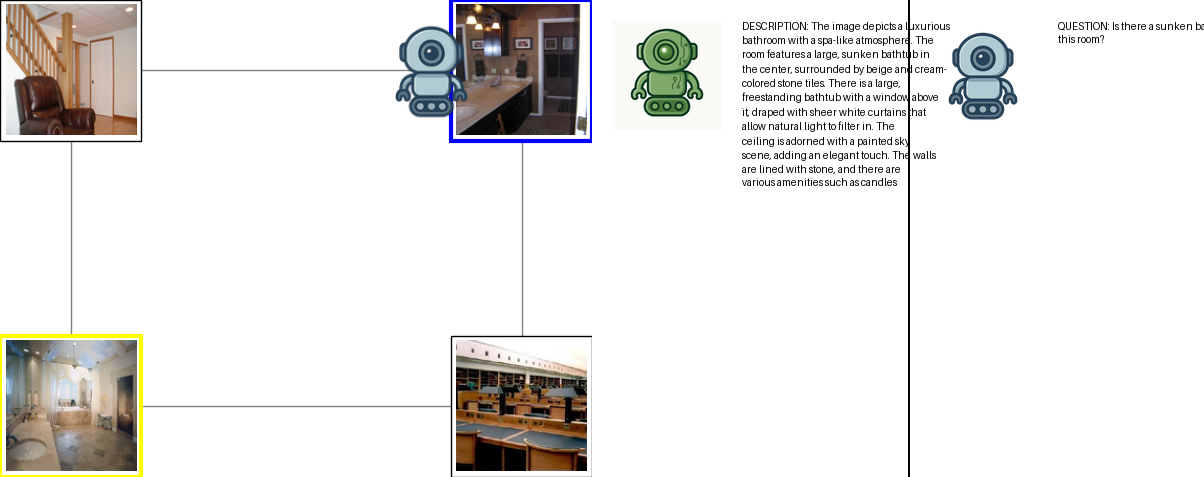 DESCRIPTION: The image depicts a luxurious
bathroom with a spa-like atmosphere. The
room features a large, sunken bathtub in
the center, surrounded by beige and cream-
colored stone tiles. There is a large,
freestanding bathtub with a window above
it, draped with sheer white curtains that
allow natural light to filter in. The
ceiling is adorned with a painted sky
scene, adding an elegant touch. The walls
are lined with stone, and there are
various amenities such as candles
QUESTION: Is there a sunken
this room?